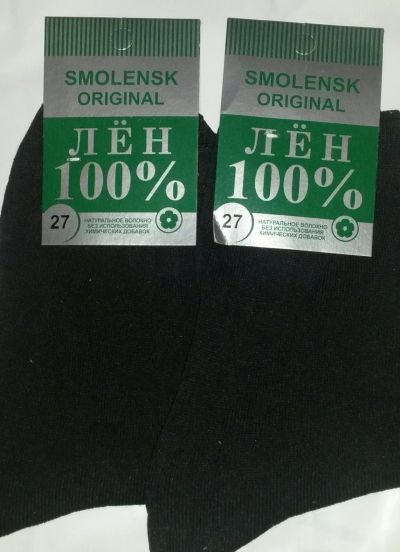 SMOLENSK
ORIGINAL
ЛЁН
100%
27
НАТУРАЛЬНОЕ ВОЛОКНО
БЕЗ ИСПОЛЬЗОВАНИЯ
ХИМИЧЕСКИХ ДОБАВОК
SMOLENSK
ORIGINAL
ЛЁН
100%
27
НАТУРАЛЬНОЕ ВОЛОКНО
БЕЗ ИСПОЛЬЗОВАНИЯ
ХИМИЧЕСКИХ ДОБАВОК